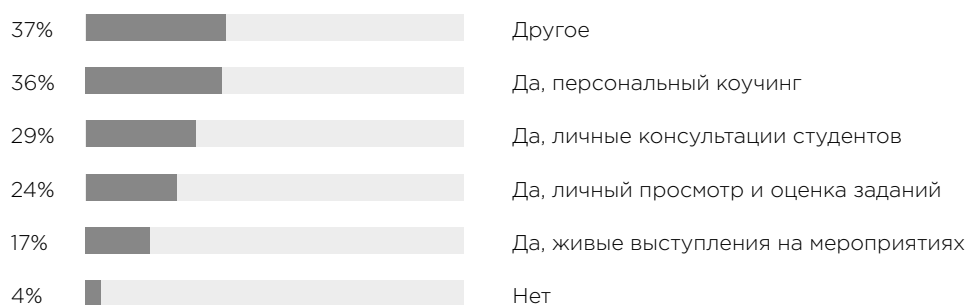 37% Другое
36% Да, персональный коучинг
29% Да, личные консультации студентов
24% Да, личный просмотр и оценка заданий
17% Да, живые выступления на мероприятиях
4% Нет